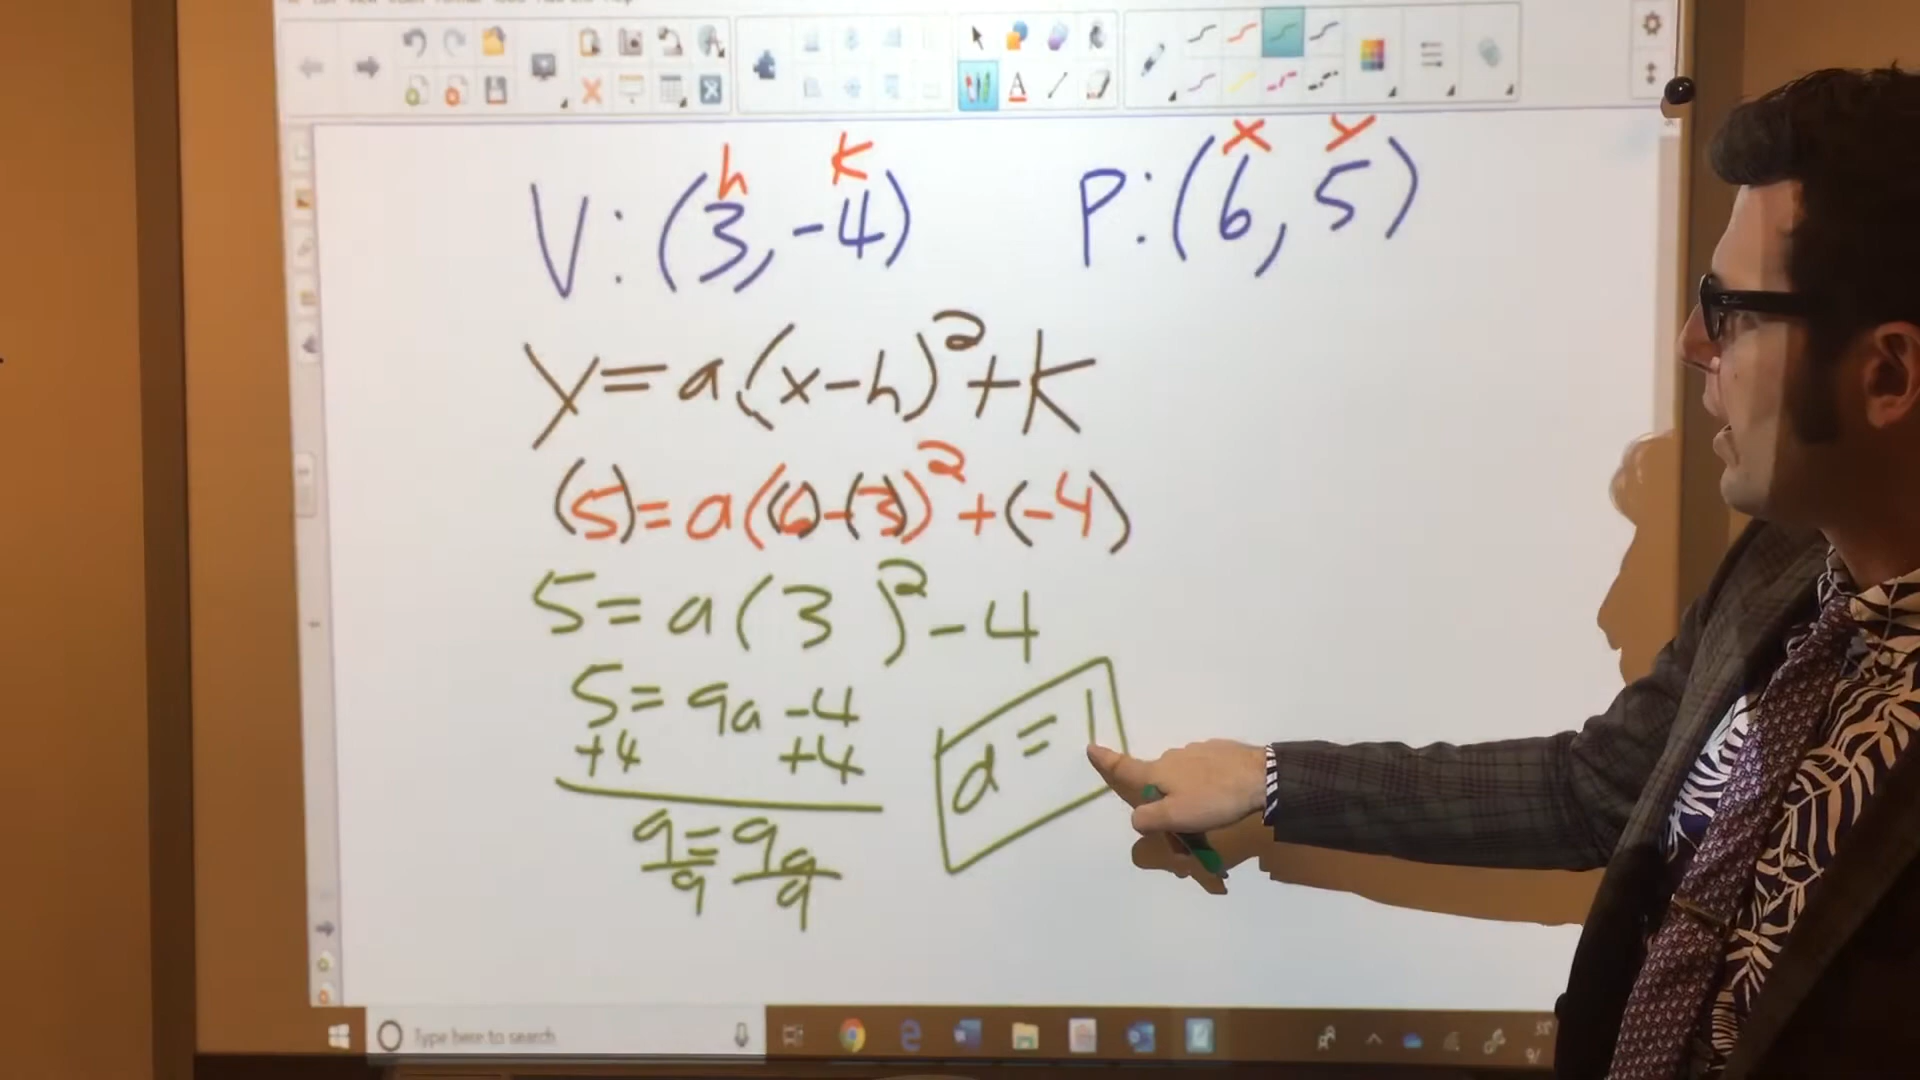 h k x y
V: (3, -4) P: (6, 5)
y = a(x-h)² + k
(5) = a((6)-(3))² + (-4)
5 = a(3)² - 4
5 = 9a - 4
+4 +4
a = 1
9 = 9a
9 9
Type here to search